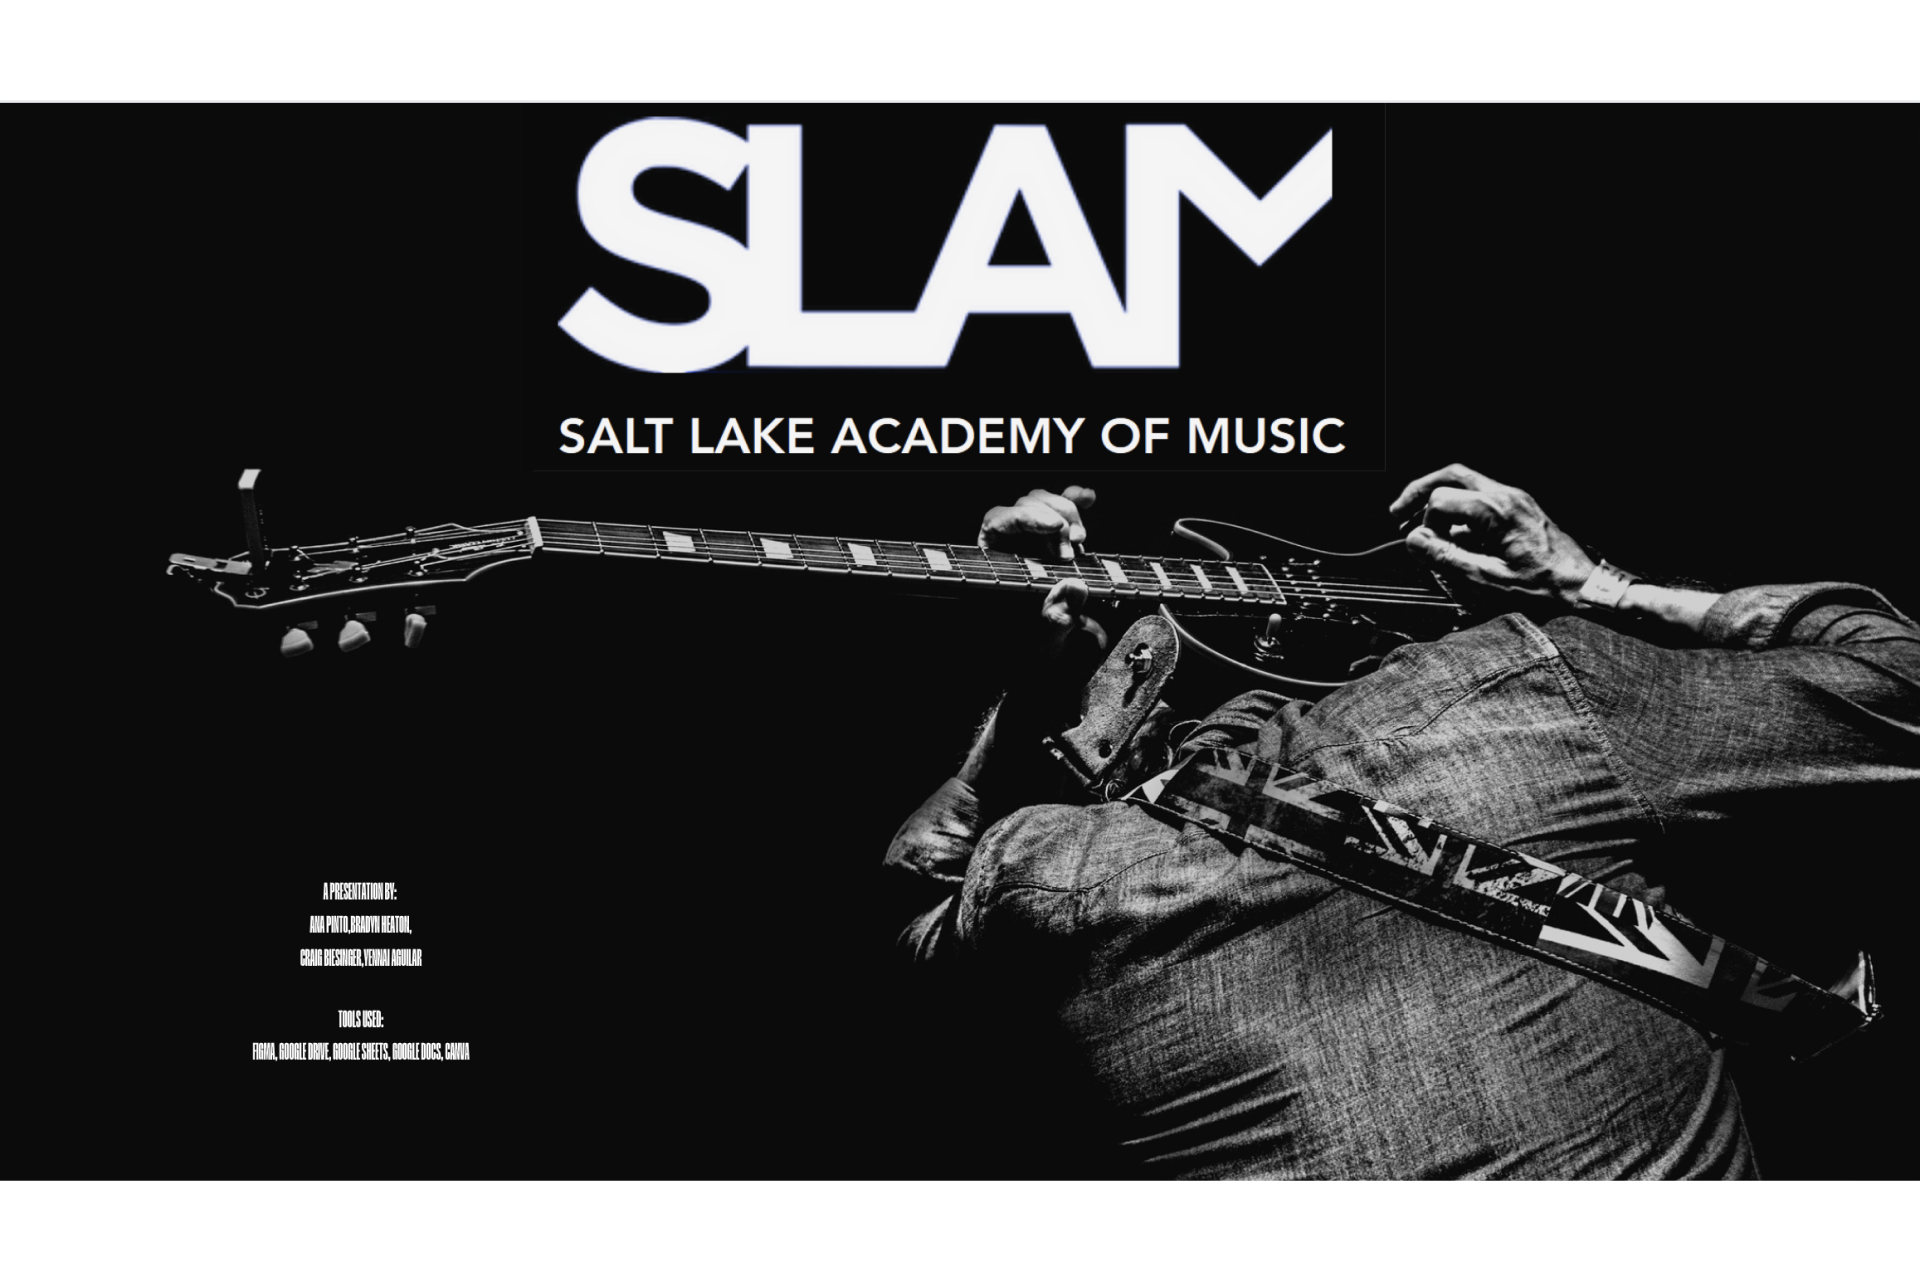 SLAM
SALT LAKE ACADEMY OF MUSIC
A PRESENTATION BY:
ANA PINTO,BRADYN HEATON,
CRAIG BIESINGER,YENNAI AGUILAR
TOOLS USED:
FIGMA, GOOGLE DRIVE, GOOGLE SHEETS, GOOGLE DOCS, CANVA